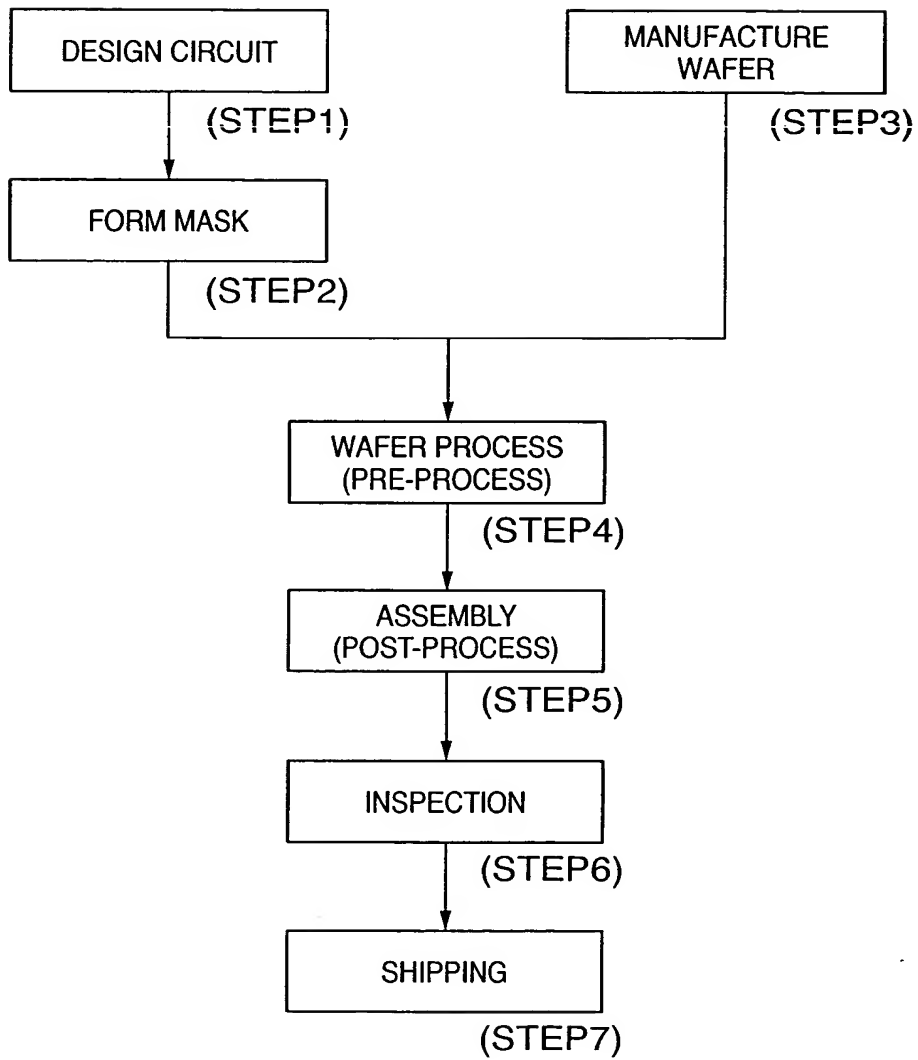 DESIGN CIRCUIT
(STEP1)
FORM MASK
(STEP2)
MANUFACTURE
WAFER
(STEP3)
WAFER PROCESS
(PRE-PROCESS)
(STEP4)
ASSEMBLY
(POST-PROCESS)
(STEP5)
INSPECTION
(STEP6)
SHIPPING
(STEP7)